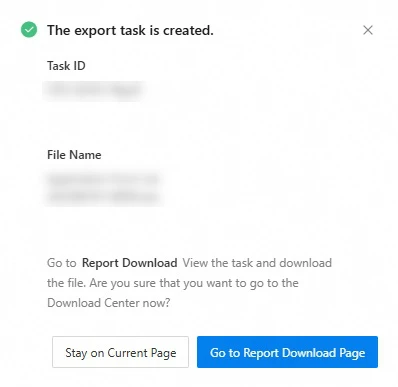 The export task is created.
Task ID
File Name
Go to Report Download View the task and download
the file. Are you sure that you want to go to the
Download Center now?
Stay on Current Page
Go to Report Download Page